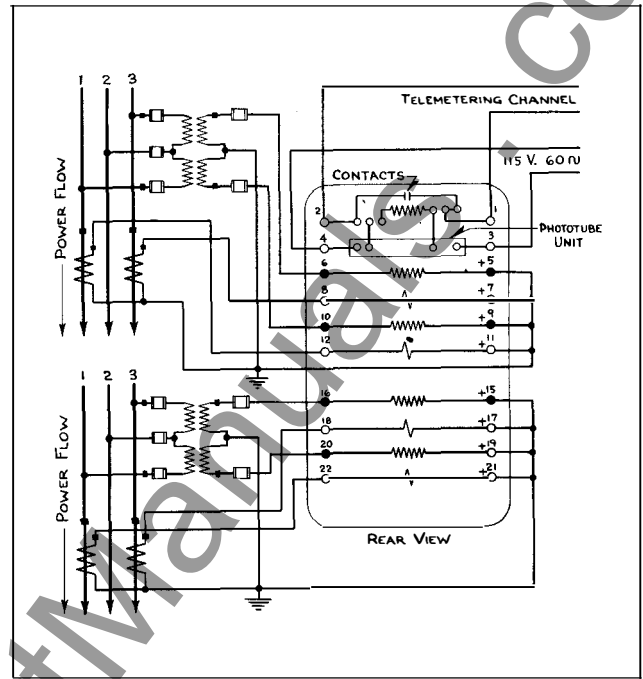 1 2 3
TELEMETERING CHANNEL
115 V. 60 ∿
CONTACTS
POWER FLOW
2 1
4 3
PHOTOTUBE
UNIT
6 +5
8 +7
10 +9
12 +11
1 2 3
POWER FLOW
16 +15
18 +17
20 +19
22 +21
REAR VIEW